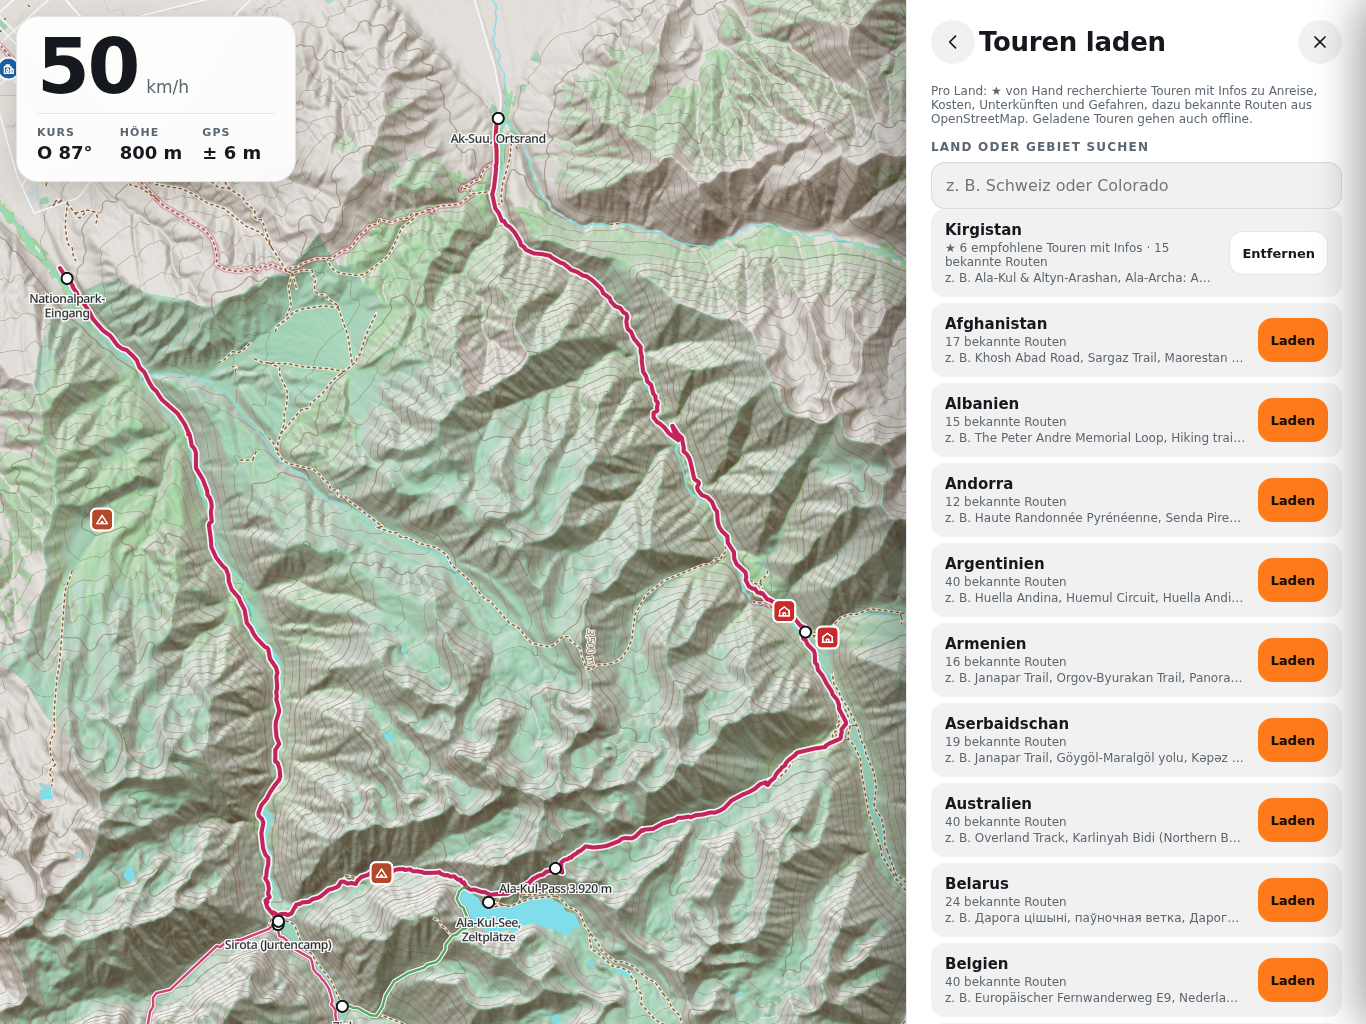 50 km/h
KURS HÖHE GPS
O 87° 800 m ± 6 m
Ak-Suu, Ortsrand
Nationalpark-
Eingang
3,500 m
Ala-Kul-Pass 3.920 m
Ala-Kul-See,
Zeltplätze
Sirota (Jurtencamp)
Touren laden
Pro Land: ★ von Hand recherchierte Touren mit Infos zu Anreise,
Kosten, Unterkünften und Gefahren, dazu bekannte Routen aus
OpenStreetMap. Geladene Touren gehen auch offline.
LAND ODER GEBIET SUCHEN
z. B. Schweiz oder Colorado
Kirgistan
★ 6 empfohlene Touren mit Infos · 15
bekannte Routen
z. B. Ala-Kul & Altyn-Arashan, Ala-Archa: A…
Entfernen
Afghanistan
17 bekannte Routen
z. B. Khosh Abad Road, Sargaz Trail, Maorestan …
Laden
Albanien
15 bekannte Routen
z. B. The Peter Andre Memorial Loop, Hiking trai…
Laden
Andorra
12 bekannte Routen
z. B. Haute Randonnée Pyrénéenne, Senda Pire…
Laden
Argentinien
40 bekannte Routen
z. B. Huella Andina, Huemul Circuit, Huella Andi…
Laden
Armenien
16 bekannte Routen
z. B. Janapar Trail, Orgov-Byurakan Trail, Panora…
Laden
Aserbaidschan
19 bekannte Routen
z. B. Janapar Trail, Göygöl-Maralgöl yolu, Kəpəz …
Laden
Australien
40 bekannte Routen
z. B. Overland Track, Karlinyah Bidi (Northern B…
Laden
Belarus
24 bekannte Routen
z. B. Дарога цішыні, паўночная ветка, Дарог…
Laden
Belgien
40 bekannte Routen
z. B. Europäischer Fernwanderweg E9, Nederla…
Laden